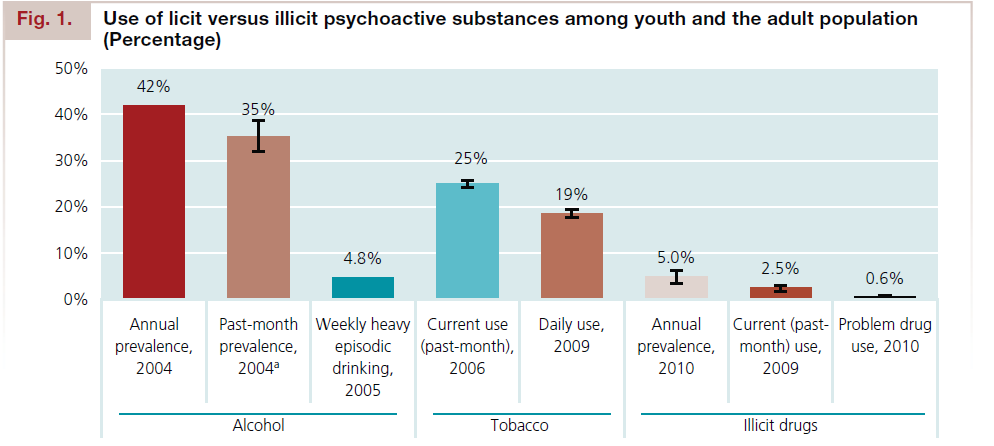 Fig. 1.
Use of licit versus illicit psychoactive substances among youth and the adult population
(Percentage)
50%
40%
30%
20%
10%
0%
42%
35%
4.8%
25%
19%
5.0%
2.5%
0.6%
Annual
prevalence,
2004
Past-month
prevalence,
2004ª
Weekly heavy
episodic
drinking,
2005
Current use
(past-month),
2006
Daily use,
2009
Annual
prevalence,
2010
Current (past-
month) use,
2009
Problem drug
use, 2010
Alcohol
Tobacco
Illicit drugs